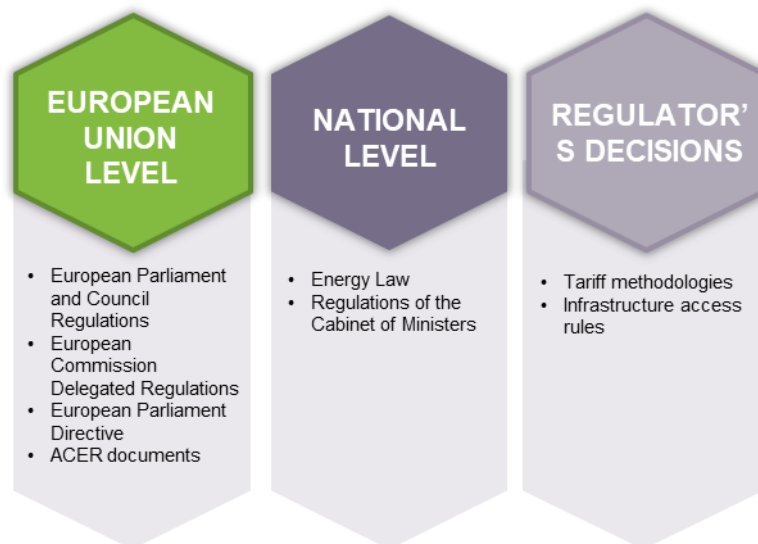 EUROPEAN
UNION
LEVEL
• European Parliament
and Council
Regulations
• European
Commission
Delegated Regulations
• European Parliament
Directive
• ACER documents
NATIONAL
LEVEL
• Energy Law
• Regulations of the
Cabinet of Ministers
REGULATOR’
S DECISIONS
• Tariff methodologies
• Infrastructure access
rules